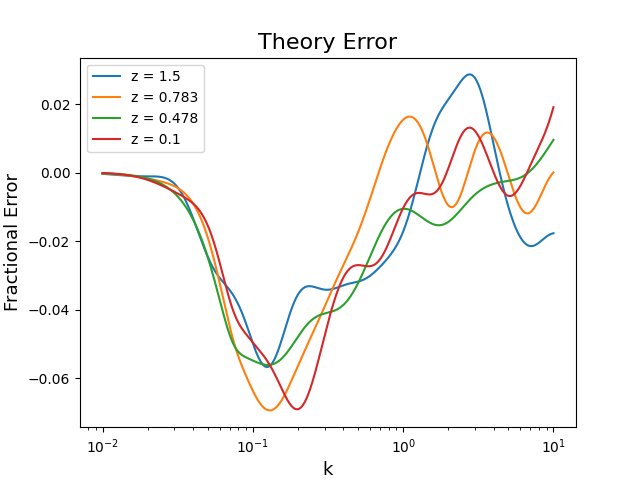 Theory Error
z = 1.5
z = 0.783
z = 0.478
z = 0.1
Fractional Error
0.02
0.00
−0.02
−0.04
−0.06
10⁻² 10⁻¹ 10⁰ 10¹
k